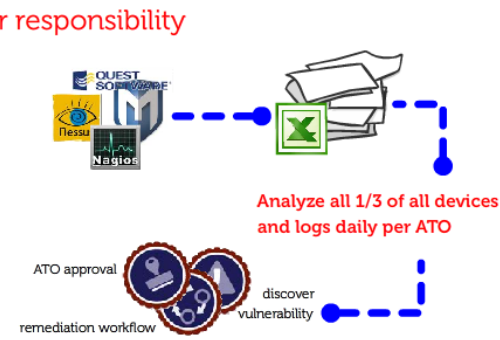 r responsibility
QUEST
SOFTWARE
Nessu
M
Nagios
X
Analyze all 1/3 of all devices
and logs daily per ATO
ATO approval
discover
vulnerability
remediation workflow